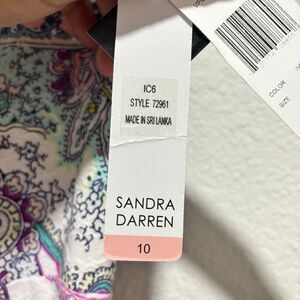 IC6
STYLE 72961
MADE IN SRI LANKA
SANDRA
DARREN
10
COLOR
SIZE